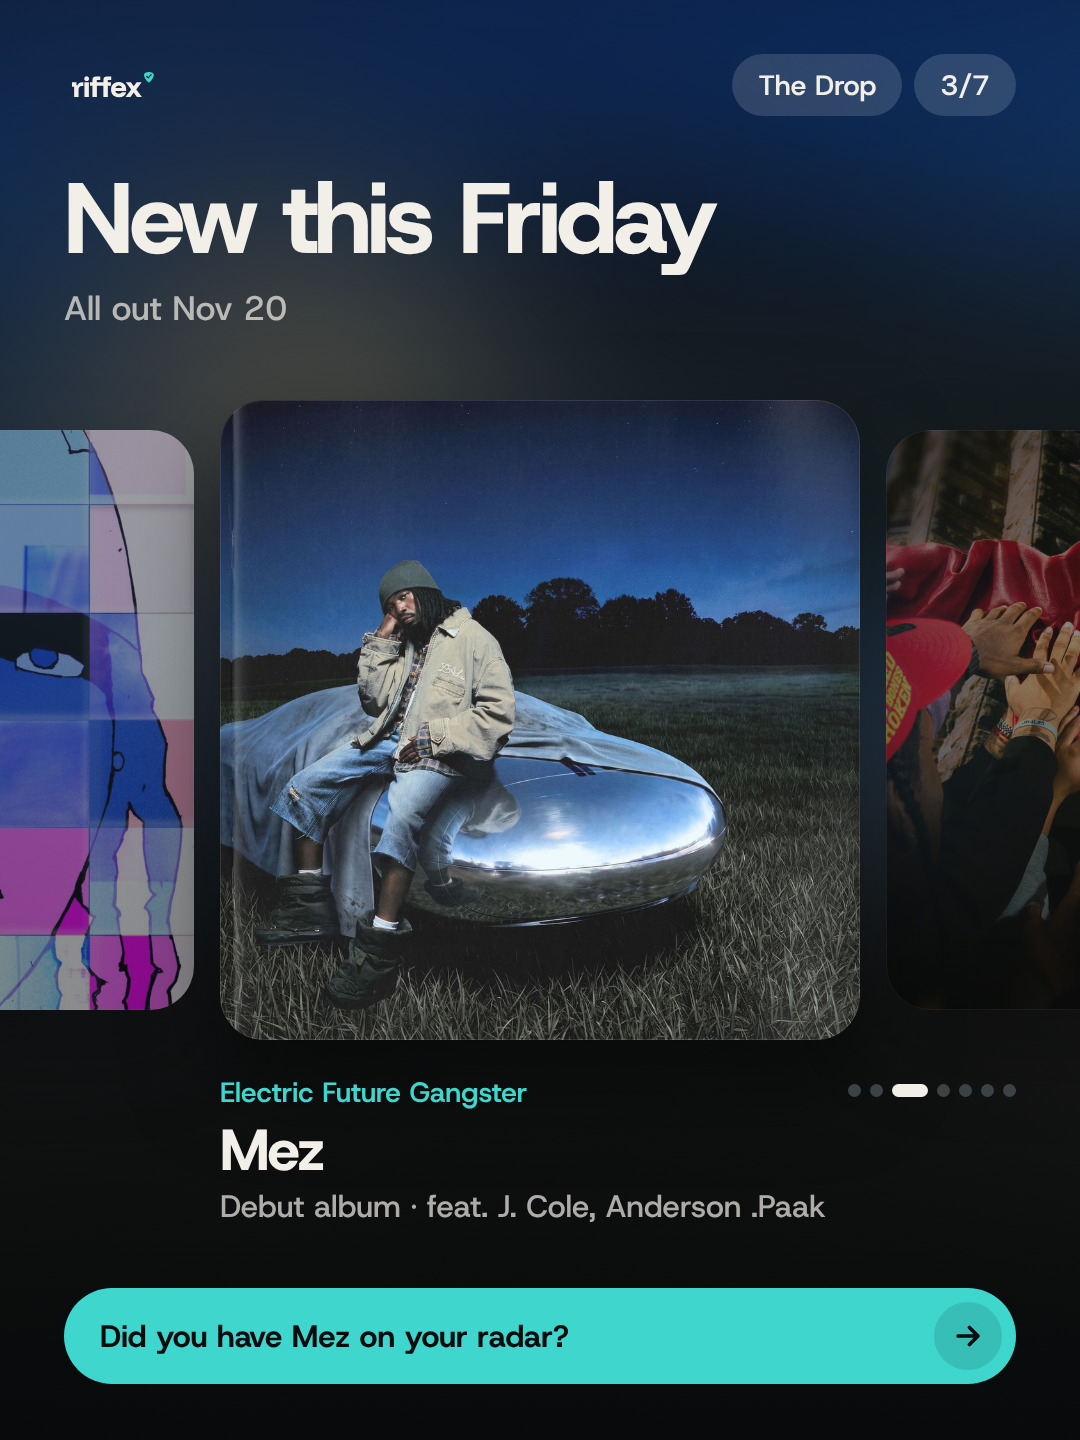 riffex
The Drop
3/7
New this Friday
All out Nov 20
Electric Future Gangster
Mez
Debut album · feat. J. Cole, Anderson .Paak
Did you have Mez on your radar?